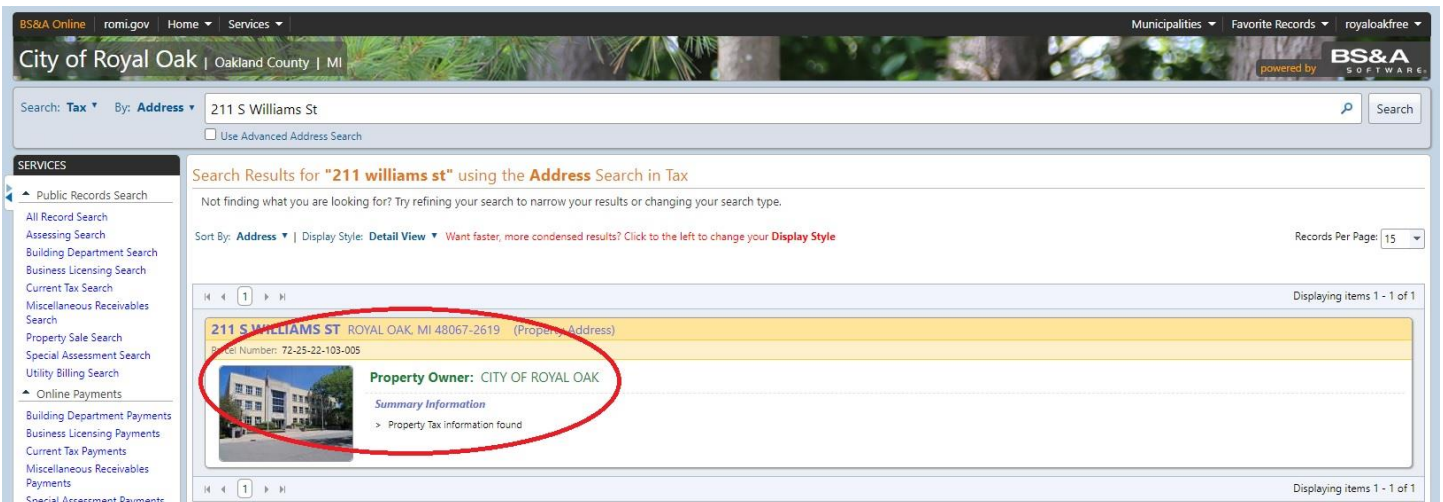 BS&A Online romi.gov Home Services Municipalities Favorite Records royaloakfree
City of Royal Oak | Oakland County | MI
powered by BS&A SOFTWARE
Search: Tax By: Address 211 S Williams St Search
Use Advanced Address Search
SERVICES
Public Records Search
All Record Search
Assessing Search
Building Department Search
Business Licensing Search
Current Tax Search
Miscellaneous Receivables
Search
Property Sale Search
Special Assessment Search
Utility Billing Search
Online Payments
Building Department Payments
Business Licensing Payments
Current Tax Payments
Miscellaneous Receivables
Payments
Special Assessment Payments
Search Results for "211 williams st" using the Address Search in Tax
Not finding what you are looking for? Try refining your search to narrow your results or changing your search type.
Sort By: Address | Display Style: Detail View Want faster, more condensed results? Click to the left to change your Display Style Records Per Page: 15
1 Displaying items 1 - 1 of 1
211 S WILLIAMS ST ROYAL OAK, MI 48067-2619 (Property Address)
Parcel Number: 72-25-22-103-005
Property Owner: CITY OF ROYAL OAK
Summary Information
> Property Tax information found
1 Displaying items 1 - 1 of 1